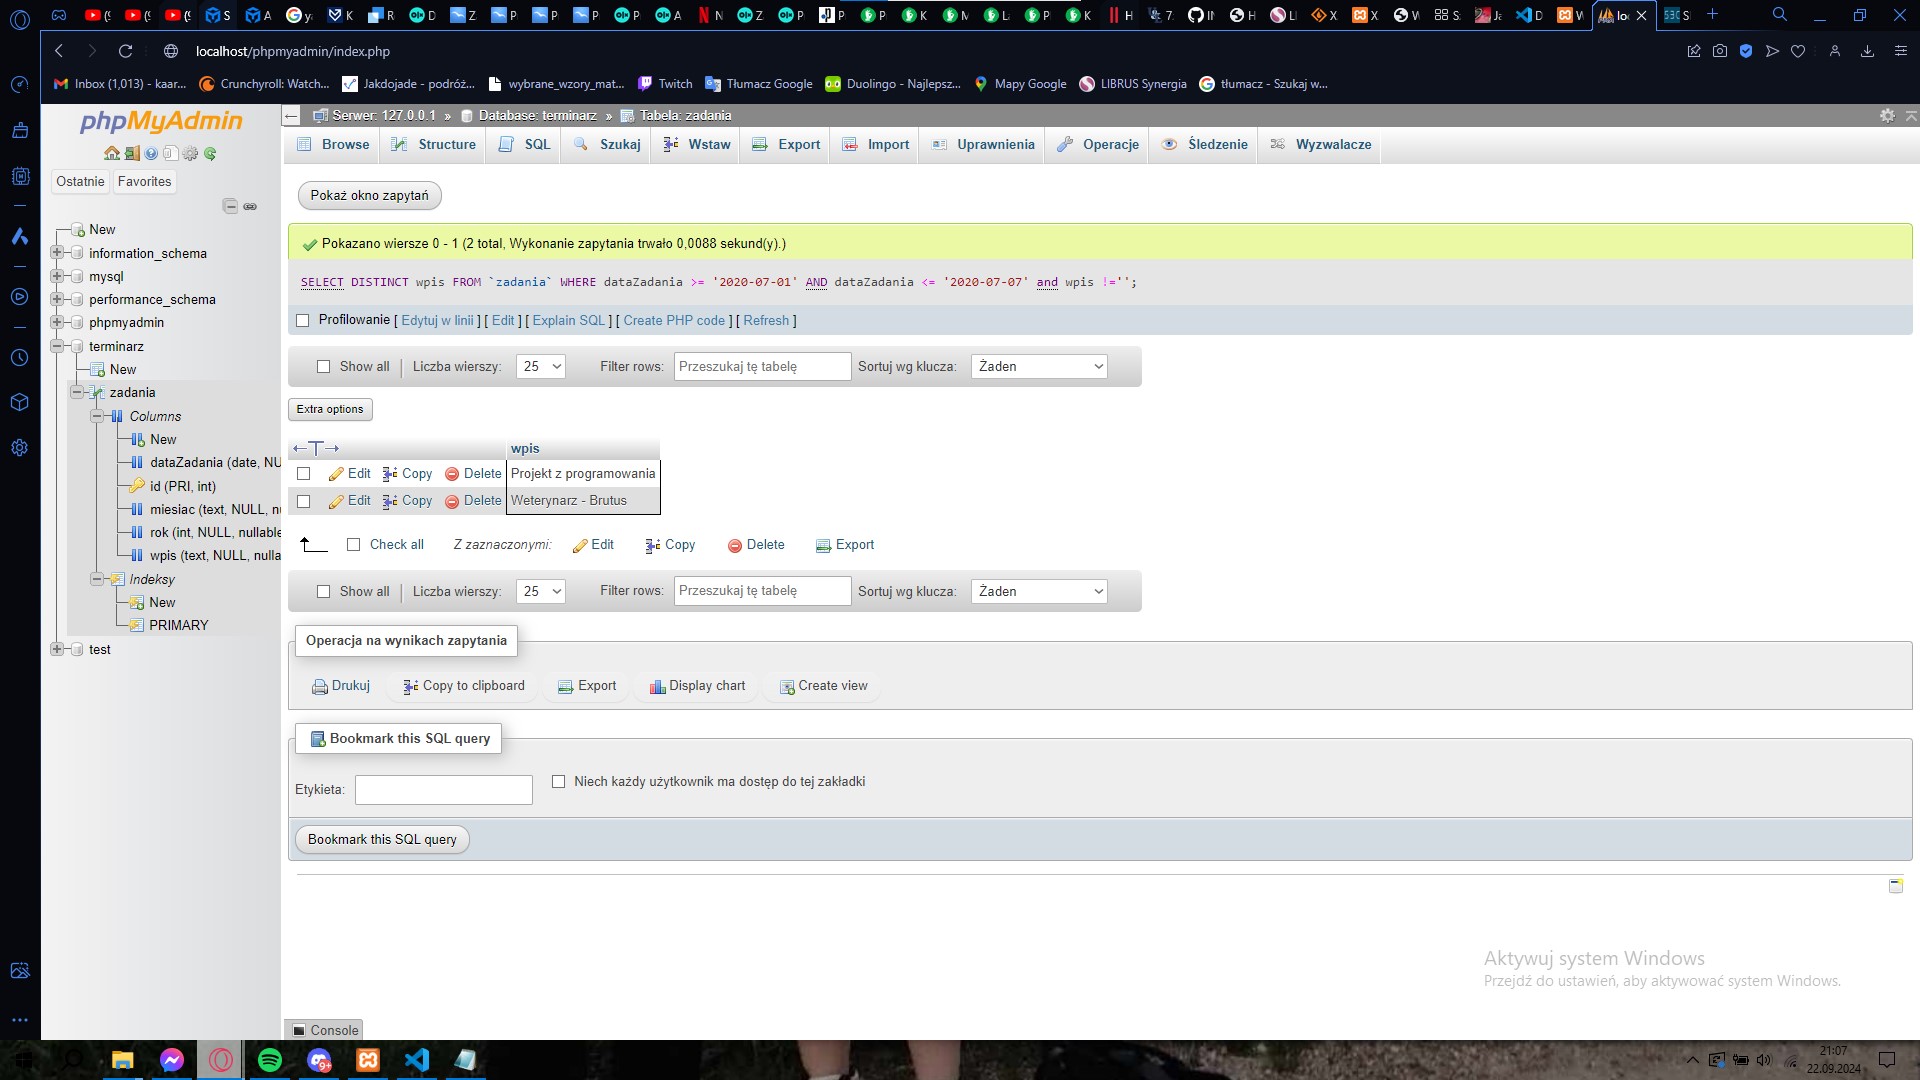 localhost/phpmyadmin/index.php
Inbox (1,013) - kaar...
Crunchyroll: Watch...
Jakdojade - podróż...
wybrane_wzory_mat...
Twitch
Tłumacz Google
Duolingo - Najlepsz...
Mapy Google
LIBRUS Synergia
tłumacz - Szukaj w...
phpMyAdmin
Ostatnie
Favorites
New
information_schema
mysql
performance_schema
phpmyadmin
terminarz
New
zadania
Columns
New
dataZadania (date, NU
id (PRI, int)
miesiac (text, NULL, n
rok (int, NULL, nullable
wpis (text, NULL, nulla
Indeksy
New
PRIMARY
test
Serwer: 127.0.0.1 » Database: terminarz » Tabela: zadania
Browse Structure SQL Szukaj Wstaw Export Import Uprawnienia Operacje Śledzenie Wyzwalacze
Pokaż okno zapytań
Pokazano wiersze 0 - 1 (2 total, Wykonanie zapytania trwało 0,0088 sekund(y).)
SELECT DISTINCT wpis FROM `zadania` WHERE dataZadania >= '2020-07-01' AND dataZadania <= '2020-07-07' and wpis !='';
Profilowanie [ Edytuj w linii ] [ Edit ] [ Explain SQL ] [ Create PHP code ] [ Refresh ]
Show all Liczba wierszy: 25 Filter rows: Przeszukaj tę tabelę Sortuj wg klucza: Żaden
Extra options
wpis
Edit Copy Delete Projekt z programowania
Edit Copy Delete Weterynarz - Brutus
Check all Z zaznaczonymi: Edit Copy Delete Export
Show all Liczba wierszy: 25 Filter rows: Przeszukaj tę tabelę Sortuj wg klucza: Żaden
Operacja na wynikach zapytania
Drukuj Copy to clipboard Export Display chart Create view
Bookmark this SQL query
Etykieta: Niech każdy użytkownik ma dostęp do tej zakładki
Bookmark this SQL query
Aktywuj system Windows
Przejdź do ustawień, aby aktywować system Windows.
Console
21:07
22.09.2024